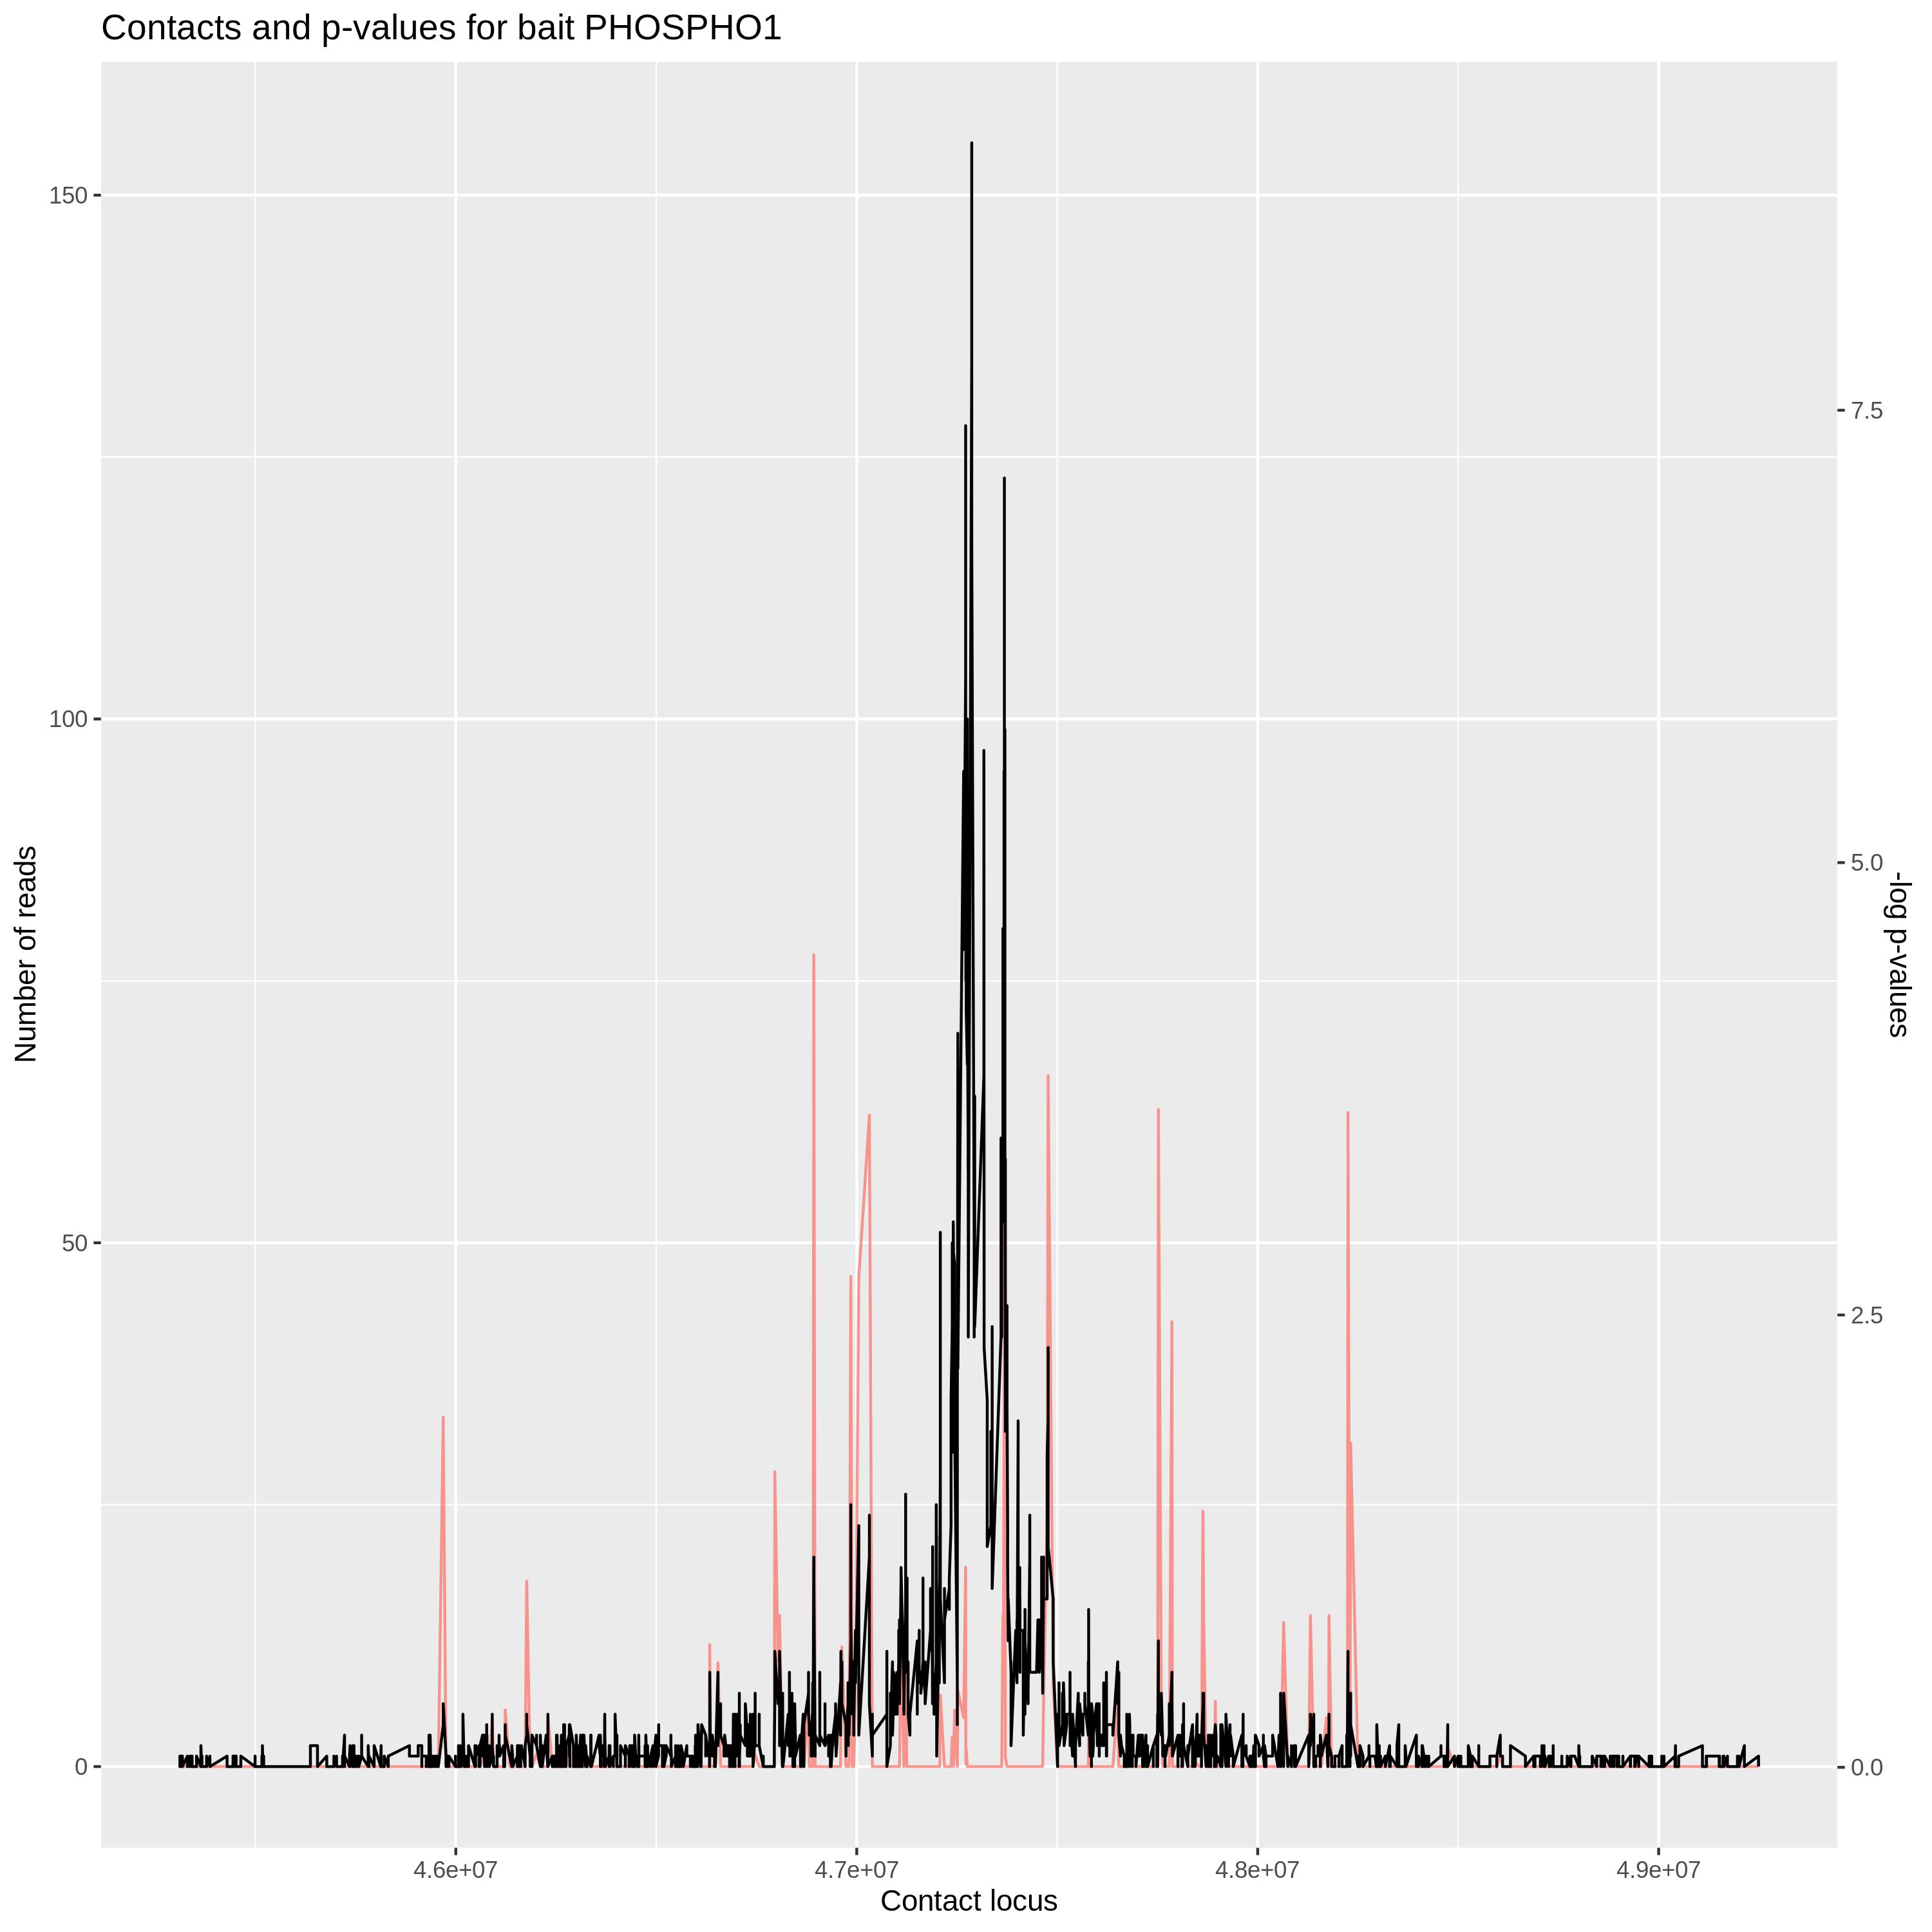 Contacts and p-values for bait PHOSPHO1
150
100
50
0
Number of reads
7.5
5.0
2.5
0.0
-log p-values
4.6e+07
4.7e+07
4.8e+07
4.9e+07
Contact locus